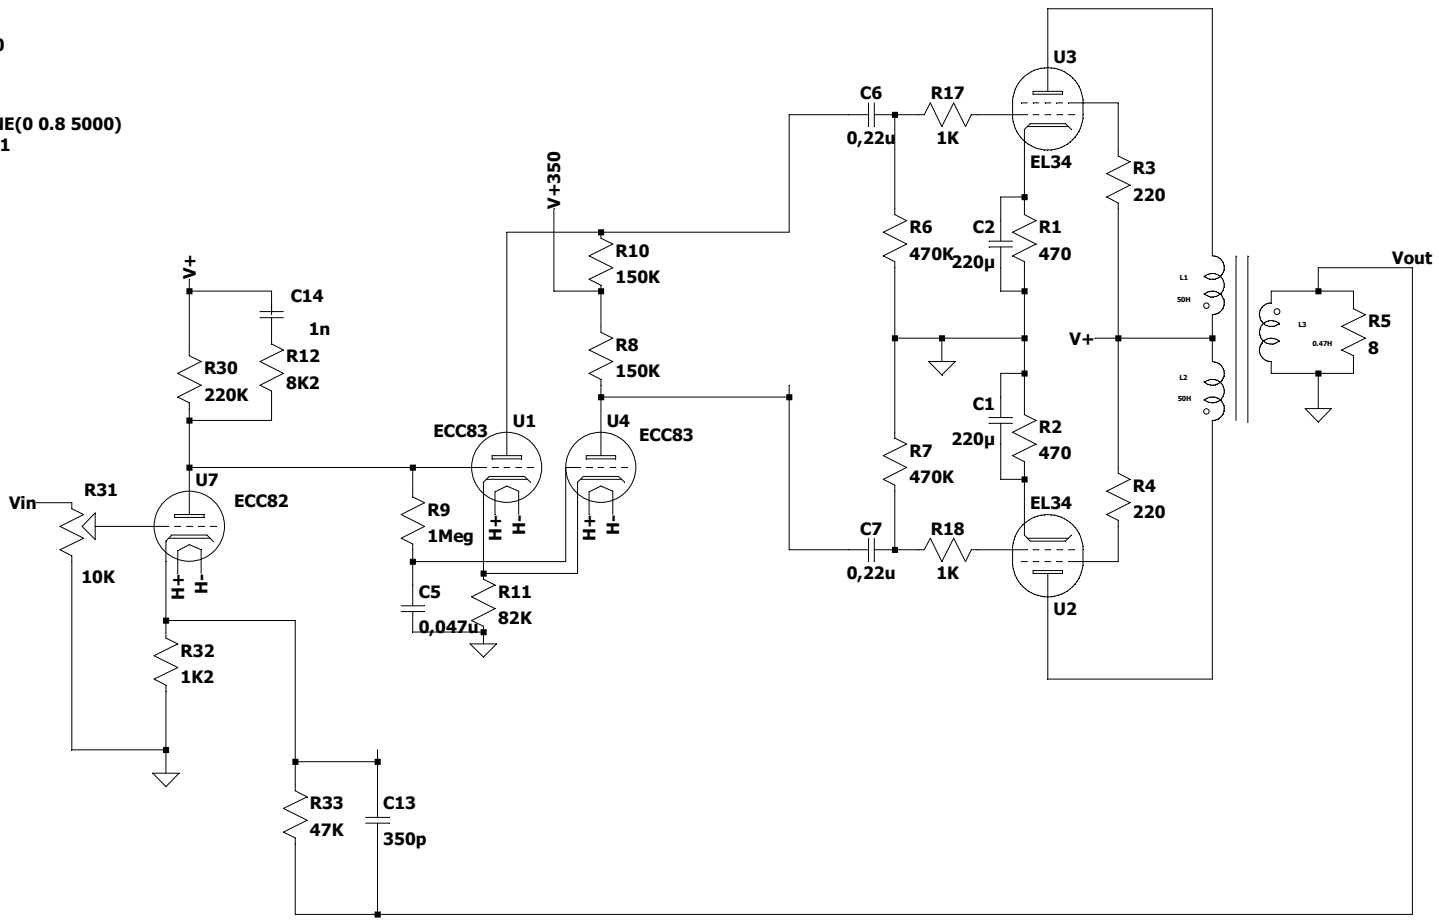 IE(0 0.8 5000)
1
V+
C14
1n
R30
220K
R12
8K2
Vin
R31
10K
U7
ECC82
H+
H-
R32
1K2
R33
47K
C13
350p
V+350
R10
150K
R8
150K
ECC83
U1
U4
ECC83
H+
H-
H+
H-
R9
1Meg
C5
0,047u
R11
82K
C6
0,22u
R17
1K
U3
EL34
R3
220
R6
470K
C2
220µ
R1
470
V+
C1
220µ
R2
470
R7
470K
EL34
R4
220
C7
0,22u
R18
1K
U2
L1
50H
L2
50H
L3
0.47H
R5
8
Vout